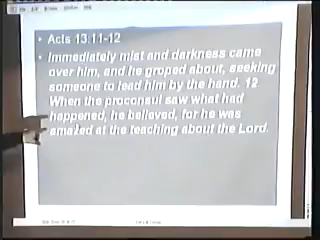 Acts 13.11-12
Immediately mist and darkness came
over him, and he groped about, seeking
someone to lead him by the hand. 12
When the proconsul saw what had
happened, he believed, for he was
amazed at the teaching about the Lord.